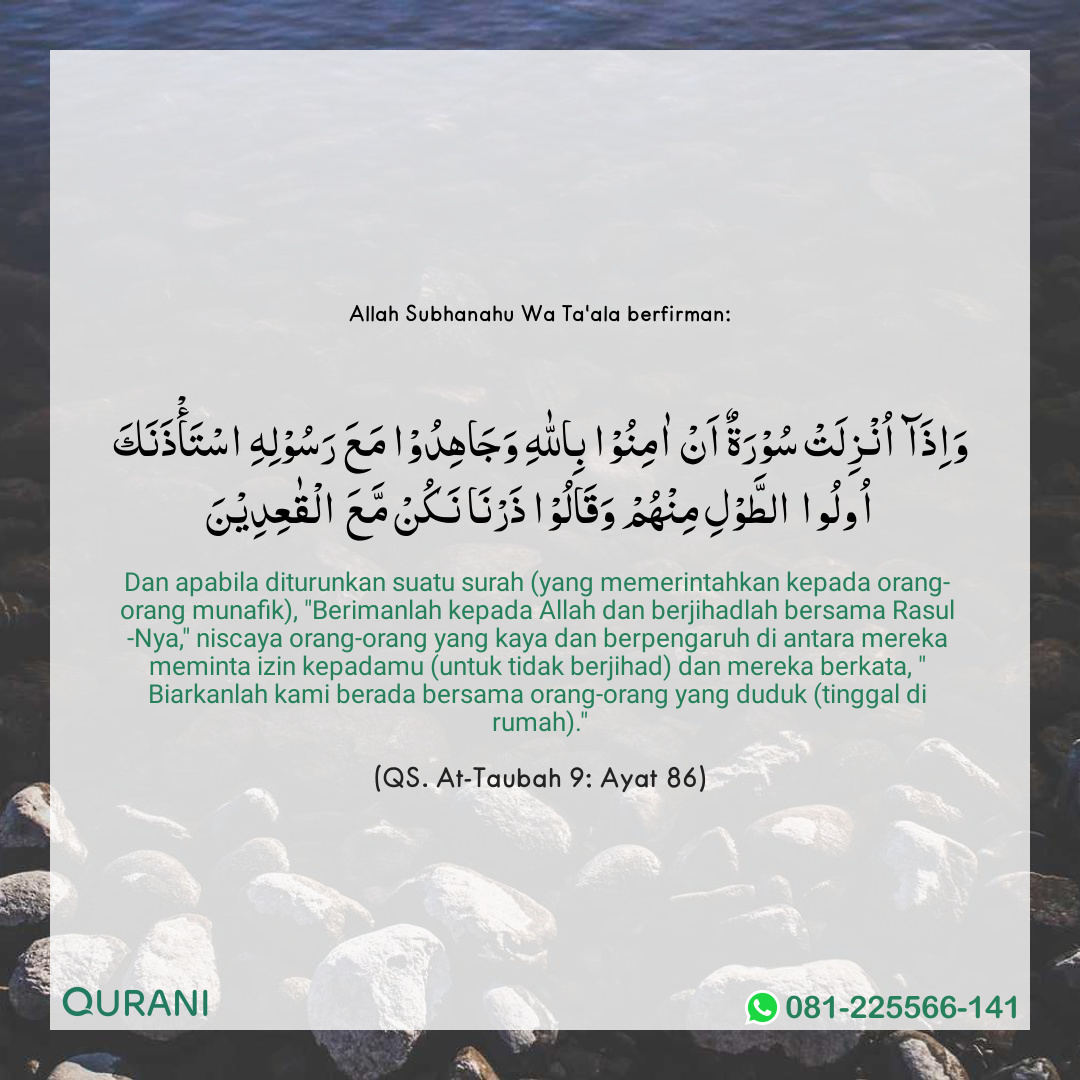 Allah Subhanahu Wa Ta'ala berfirman:
وَاِذَآ اُنْزِلَتْ سُوْرَةٌ اَنْ اٰمِنُوْا بِاللّٰهِ وَجَاهِدُوْا مَعَ رَسُوْلِهِ اسْتَأْذَنَكَ
اُولُوا الطَّوْلِ مِنْهُمْ وَقَالُوْا ذَرْنَا نَكُنْ مَّعَ الْقٰعِدِيْنَ
Dan apabila diturunkan suatu surah (yang memerintahkan kepada orang-
orang munafik), "Berimanlah kepada Allah dan berjihadlah bersama Rasul
-Nya," niscaya orang-orang yang kaya dan berpengaruh di antara mereka
meminta izin kepadamu (untuk tidak berjihad) dan mereka berkata, "
Biarkanlah kami berada bersama orang-orang yang duduk (tinggal di
rumah)."
(QS. At-Taubah 9: Ayat 86)
QURANI
081-225566-141